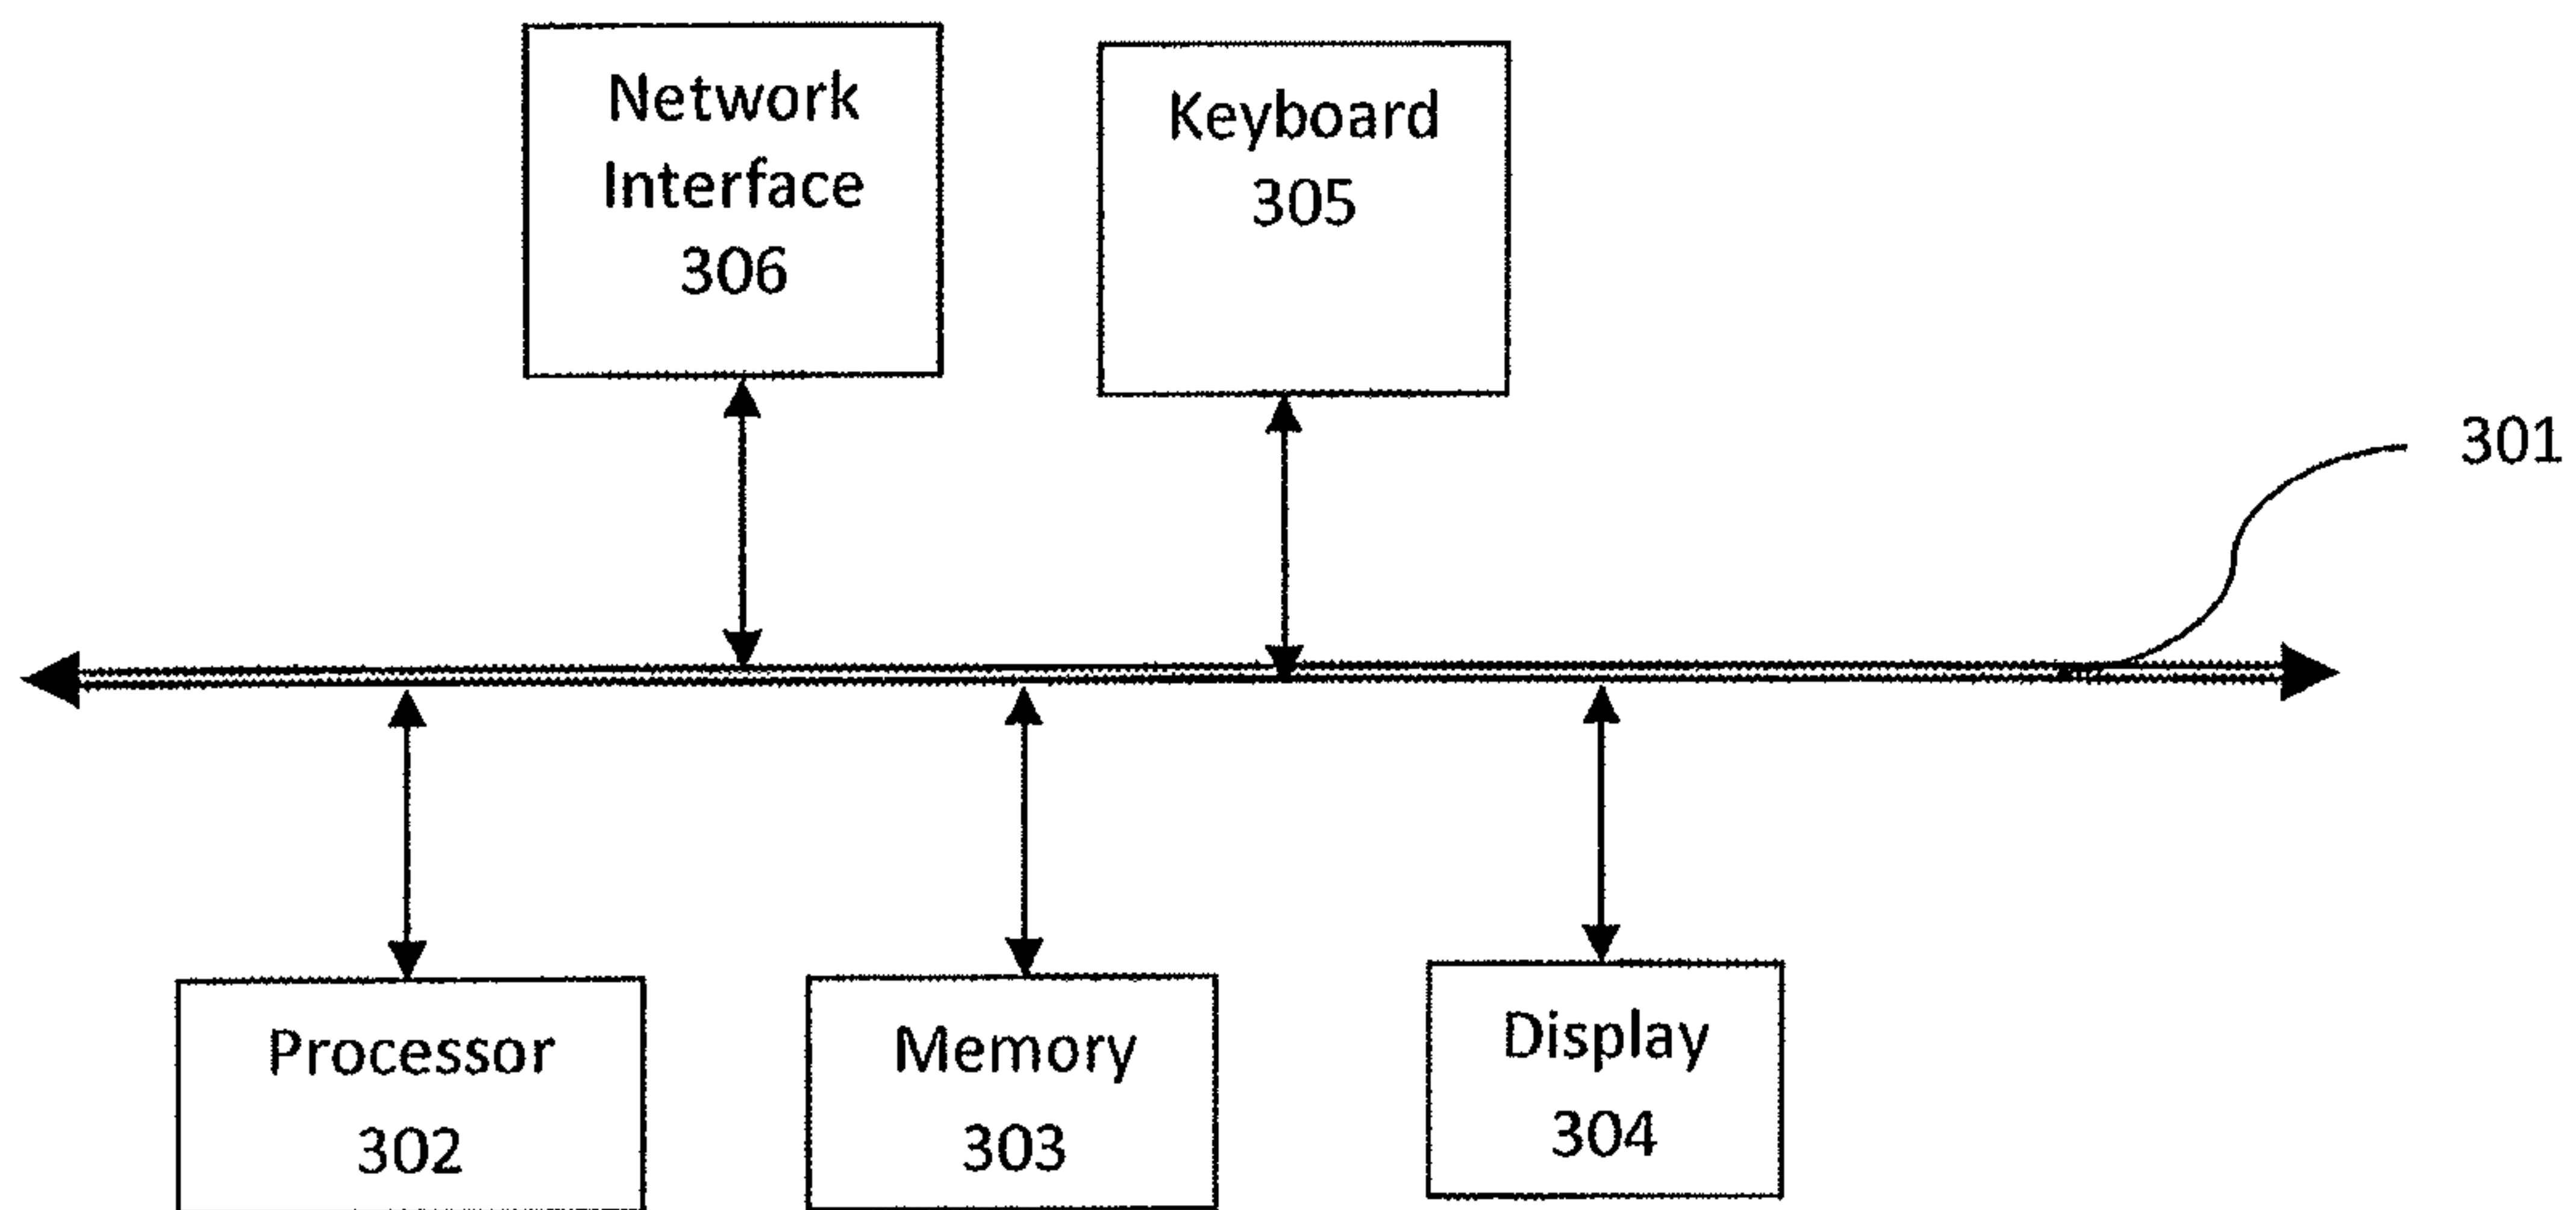 Network
Interface
306
Keyboard
305
301
Processor
302
Memory
303
Display
304